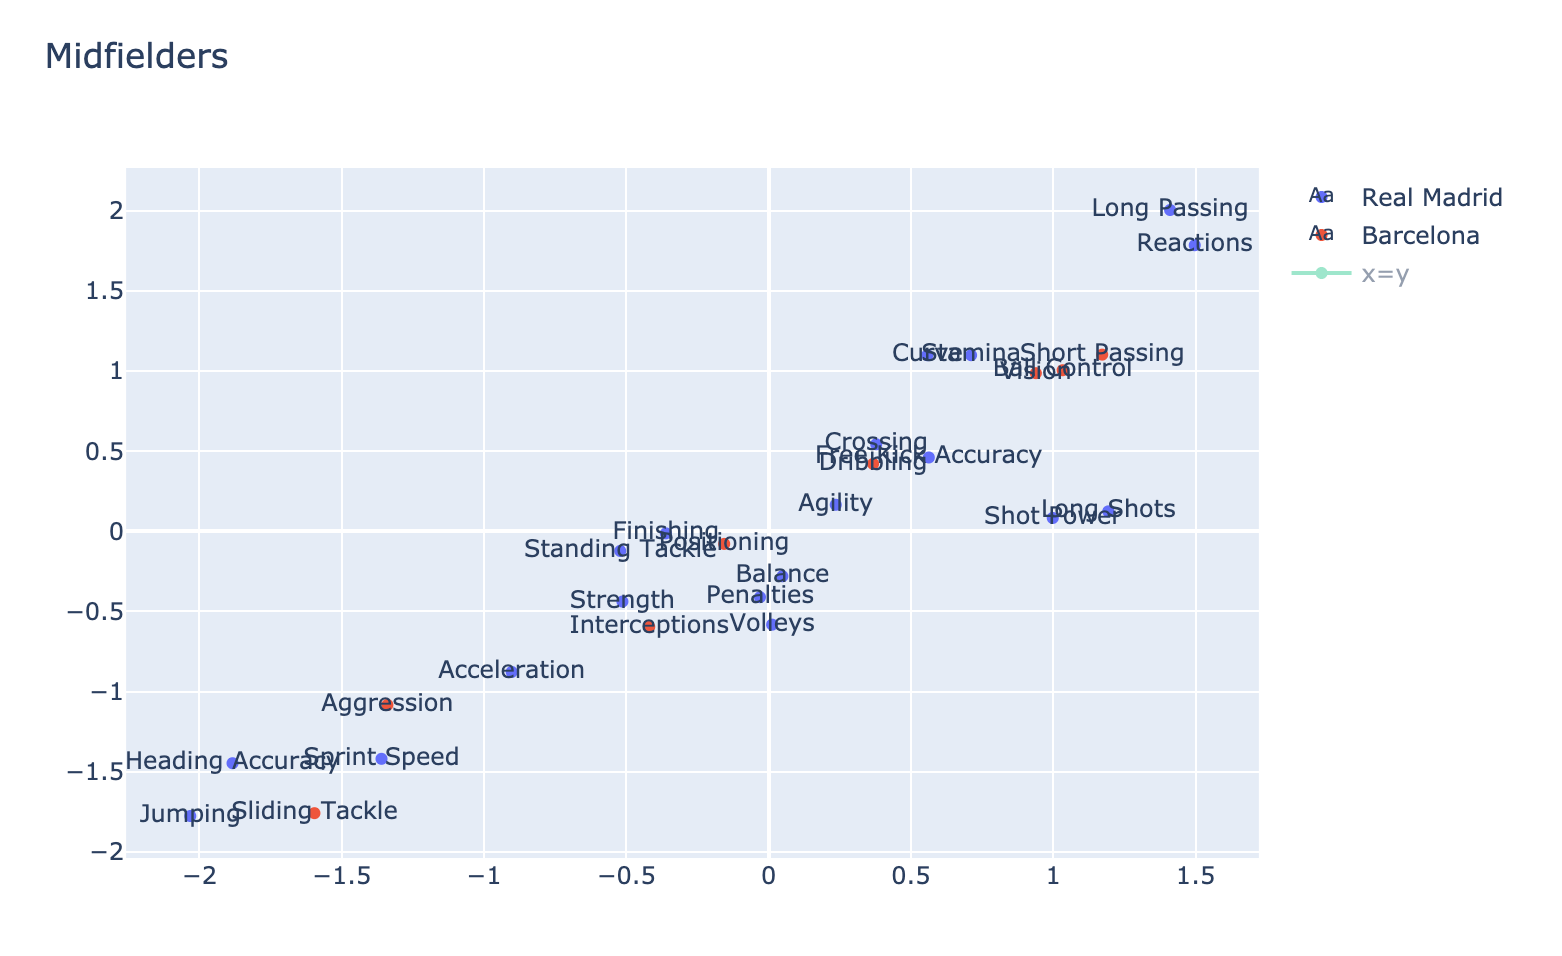 Midfielders
Aa Real Madrid
Aa Barcelona
x=y
2
1.5
1
0.5
0
−0.5
−1
−1.5
−2
Long Passing
Reactions
Curve
Stamina
Short Passing
Ball Control
Vision
Crossing
Free Kick Accuracy
Dribbling
Agility
Long Shots
Shot Power
Finishing
Positioning
Standing Tackle
Balance
Penalties
Strength
Volleys
Interceptions
Acceleration
Aggression
Sprint Speed
Heading Accuracy
Sliding Tackle
Jumping
−2 −1.5 −1 −0.5 0 0.5 1 1.5